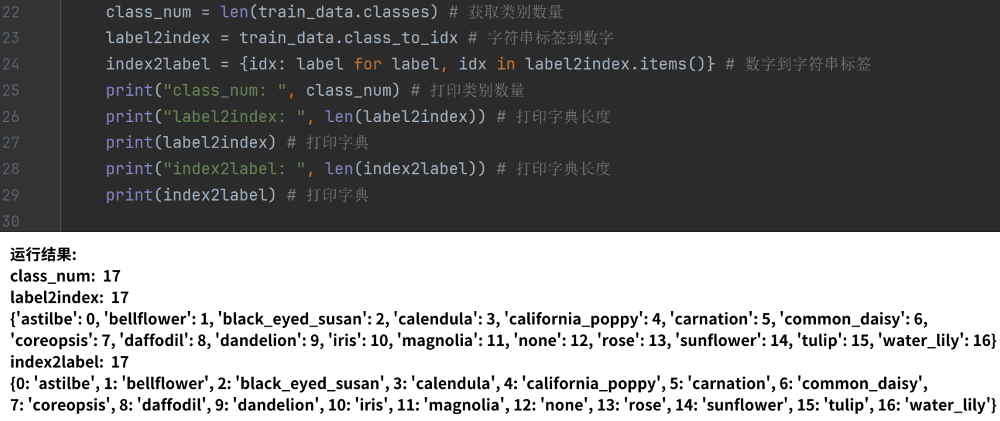 22 class_num = len(train_data.classes) # 获取类别数量
23 label2index = train_data.class_to_idx # 字符串标签到数字
24 index2label = {idx: label for label, idx in label2index.items()} # 数字到字符串标签
25 print("class_num: ", class_num) # 打印类别数量
26 print("label2index: ", len(label2index)) # 打印字典长度
27 print(label2index) # 打印字典
28 print("index2label: ", len(index2label)) # 打印字典长度
29 print(index2label) # 打印字典
30
运行结果:
class_num:  17
label2index:  17
{'astilbe': 0, 'bellflower': 1, 'black_eyed_susan': 2, 'calendula': 3, 'california_poppy': 4, 'carnation': 5, 'common_daisy': 6,
'coreopsis': 7, 'daffodil': 8, 'dandelion': 9, 'iris': 10, 'magnolia': 11, 'none': 12, 'rose': 13, 'sunflower': 14, 'tulip': 15, 'water_lily': 16}
index2label:  17
{0: 'astilbe', 1: 'bellflower', 2: 'black_eyed_susan', 3: 'calendula', 4: 'california_poppy', 5: 'carnation', 6: 'common_daisy',
7: 'coreopsis', 8: 'daffodil', 9: 'dandelion', 10: 'iris', 11: 'magnolia', 12: 'none', 13: 'rose', 14: 'sunflower', 15: 'tulip', 16: 'water_lily'}